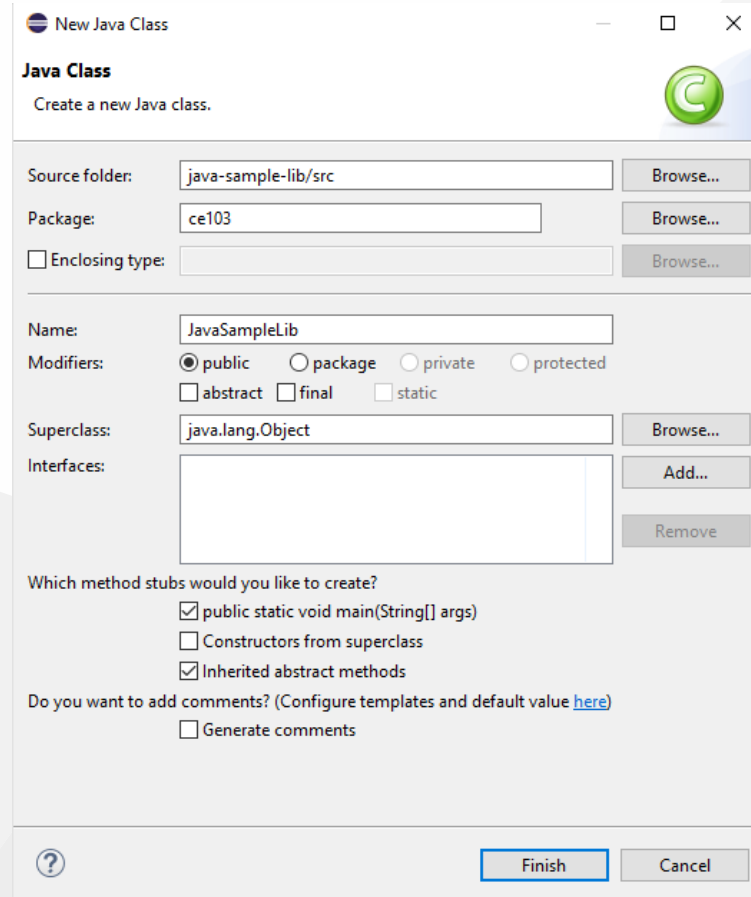 New Java Class
Java Class
Create a new Java class.
C
Source folder: java-sample-lib/src Browse...
Package: ce103 Browse...
Enclosing type: Browse...
Name: JavaSampleLib
Modifiers: public package private protected
abstract final static
Superclass: java.lang.Object Browse...
Interfaces: Add...
Remove
Which method stubs would you like to create?
public static void main(String[] args)
Constructors from superclass
Inherited abstract methods
Do you want to add comments? (Configure templates and default value here)
Generate comments
? Finish Cancel